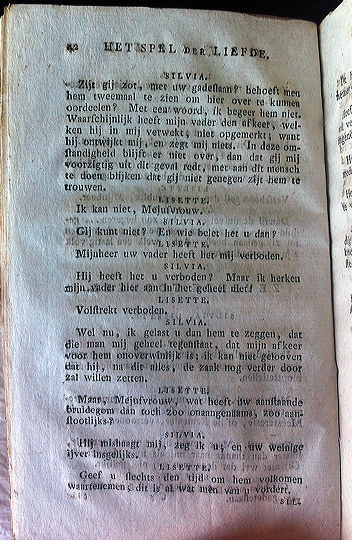 42 HET SPEL DER LIEFDE.
SILVIA.
Zijt gij zot, met uw gadeslaan? behoeft men
hem tweemaal te zien om hier over te kunnen
oordeelen? Met een woord, ik begeer hem niet.
Waarschijnlijk heeft mijn vader den afkeer, wel-
ken hij in mij verwekt, niet opgemerkt; want
hij ontwijkt mij, en zegt mij niets. In deze om-
standigheid blijft er niet over, dan dat gij mij
voorzigtig uit dit geval redt, met aan dit mensch
te doen blijken dat gij niet genegen zijt hem te
trouwen.
LISETTE.
Ik kan niet, Mejufvrouw.
SILVIA.
Gij kunt niet? En wie belet het u dan?
LISETTE.
Mijnheer uw vader heeft het mij verboden.
SILVIA.
Hij heeft het u verboden? Maar ik herken
mijn vader hier aan in het geheel niet!
LISETTE.
Volstrekt verboden.
SILVIA.
Wel nu, ik gelast u dan hem te zeggen, dat
die man mij geheel tegenstaat, dat mijn afkeer
voor hem onoverwinlijk is; ik kan niet gelooven
dat hij, na dit alles, de zaak nog verder door
zal willen zetten.
LISETTE.
Maar, Mejufvrouw, wat heeft uw aanstaande
bruidegom dan toch zoo onaangenaams, zoo aan-
stootlijks?
SILVIA.
Hij mishaagt mij, zeg ik u; en uw weinige
ijver insgelijks.
LISETTE.
Geef u slechts den tijd om hem volkomen
waarteneemen; dit is al wat men van u vordert.
SIL-